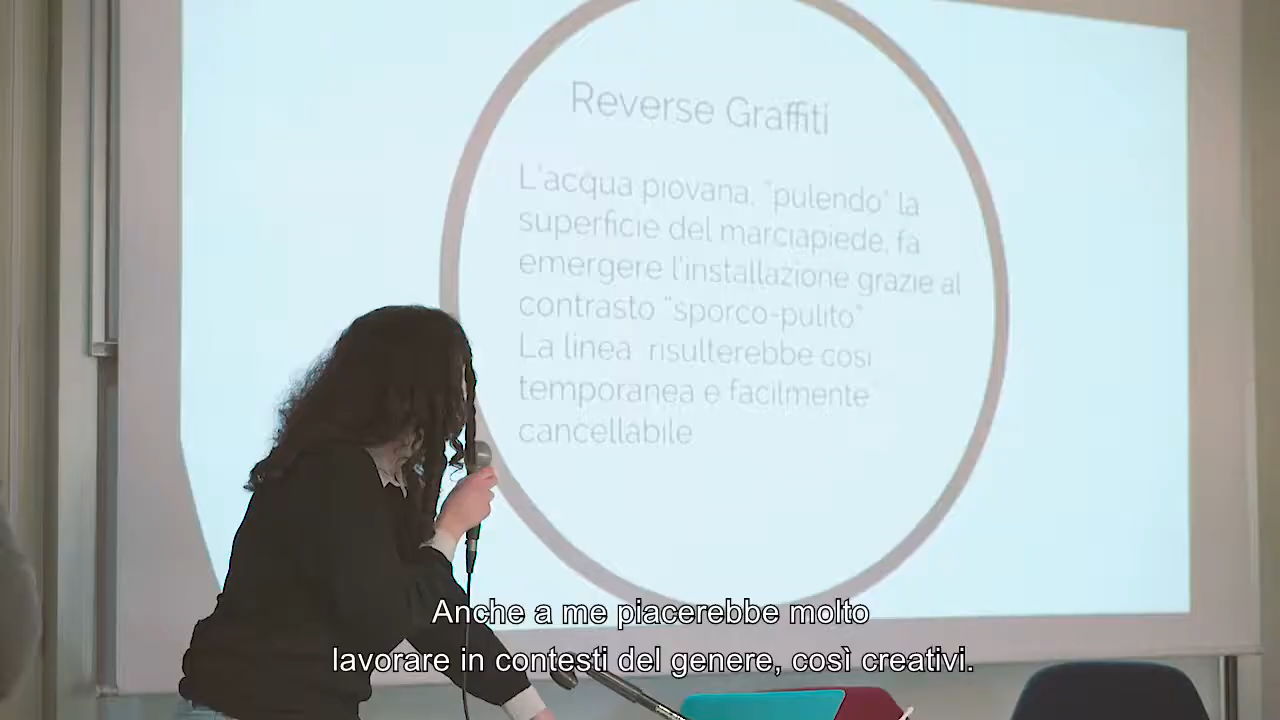 Reverse Graffiti
L'acqua piovana, "pulendo" la
superficie del marciapiede, fa
emergere l'installazione grazie al
contrasto "sporco-pulito"
La linea risulterebbe così
temporanea e facilmente
cancellabile
Anche a me piacerebbe molto
lavorare in contesti del genere, così creativi.